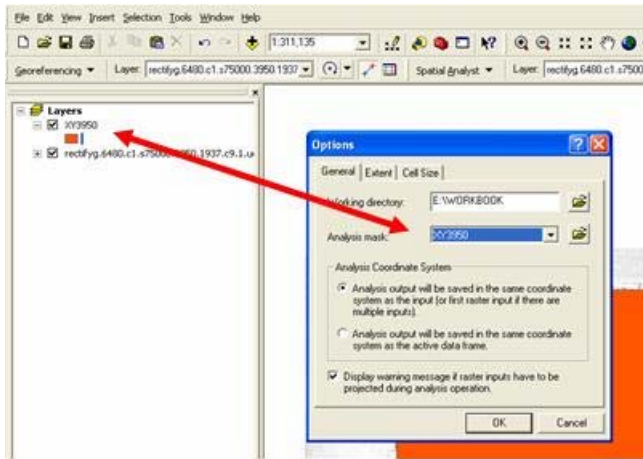 File Edit View Insert Selection Tools Window Help
1:311,135
Georeferencing Layer: rectifyg.6480.c1.s75000.3950.1937 Spatial Analyst Layer: rectifyg.6480.c1.s7500
Layers
XY3950
rectifyg.6480.c1.s75000.3950.1937.c9.1.u
Options
General Extent Cell Size
Working directory: E:\WORKBOOK
Analysis mask: XY3950
Analysis Coordinate System
Analysis output will be saved in the same coordinate
system as the input (or first raster input if there are
multiple inputs).
Analysis output will be saved in the same coordinate
system as the active data frame.
Display warning message if raster inputs have to be
projected during analysis operation.
OK Cancel